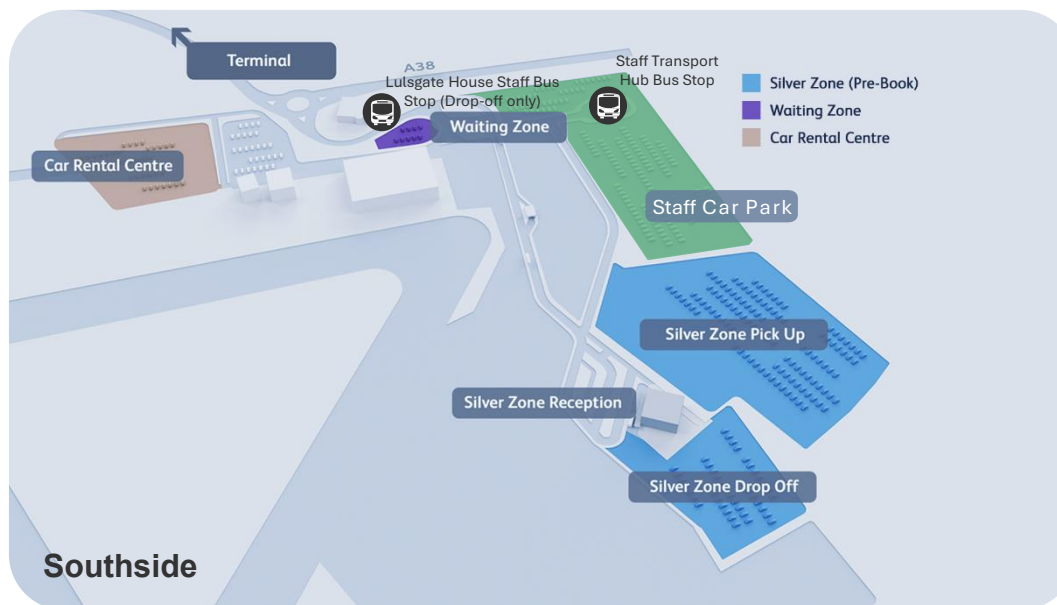 Terminal
A38
Lulsgate House Staff Bus
Stop (Drop-off only)
Staff Transport
Hub Bus Stop
Silver Zone (Pre-Book)
Waiting Zone
Car Rental Centre
Waiting Zone
Car Rental Centre
Staff Car Park
Silver Zone Pick Up
Silver Zone Reception
Silver Zone Drop Off
Southside